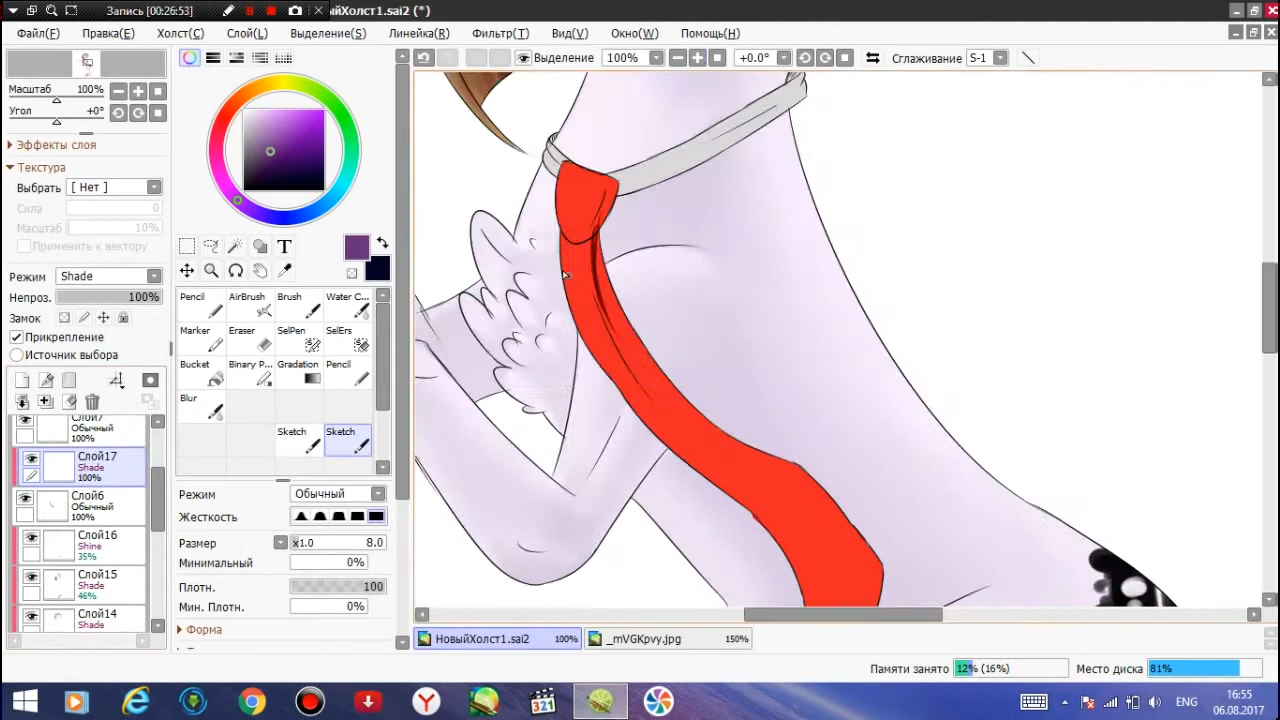 Запись [00:26:53]
ыйХолст1.sai2 (*)
Файл(F) Правка(E) Холст(C) Слой(L) Выделение(S) Линейка(R) Фильтр(T) Вид(V) Окно(W) Помощь(H)
Выделение 100% +0.0° Сглаживание S-1
Масштаб 100%
Угол +0°
Эффекты слоя
Текстура
Выбрать [ Нет ]
Сила 0
Масштаб 10%
Применить к вектору
Режим Shade
Непроз. 100%
Замок
Прикрепление
Источник выбора
T
Pencil AirBrush Brush Water C...
Marker Eraser SelPen SelErs
Bucket Binary P... Gradation Pencil
Blur
Sketch Sketch
Слой7
Обычный
100%
Слой17
Shade
100%
Слой6
Обычный
100%
Слой16
Shine
35%
Слой15
Shade
46%
Слой14
Shade
Режим Обычный
Жесткость
Размер x1.0 8.0
Минимальный 0%
Плотн. 100
Мин. Плотн. 0%
Форма
НовыйХолст1.sai2 100% _mVGKpvy.jpg 150%
Памяти занято 12% (16%) Место диска 81%
321
ENG
16:55
06.08.2017